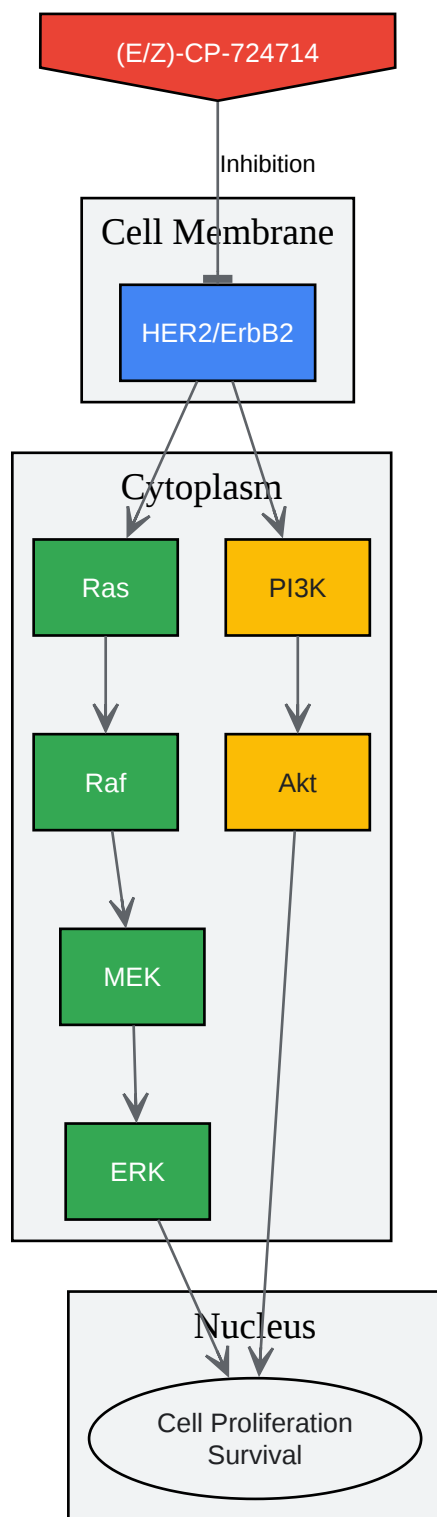 (E/Z)-CP-724714
Inhibition
Cell Membrane
HER2/ErbB2
Cytoplasm
Ras
PI3K
Raf
Akt
MEK
ERK
Nucleus
Cell Proliferation
Survival